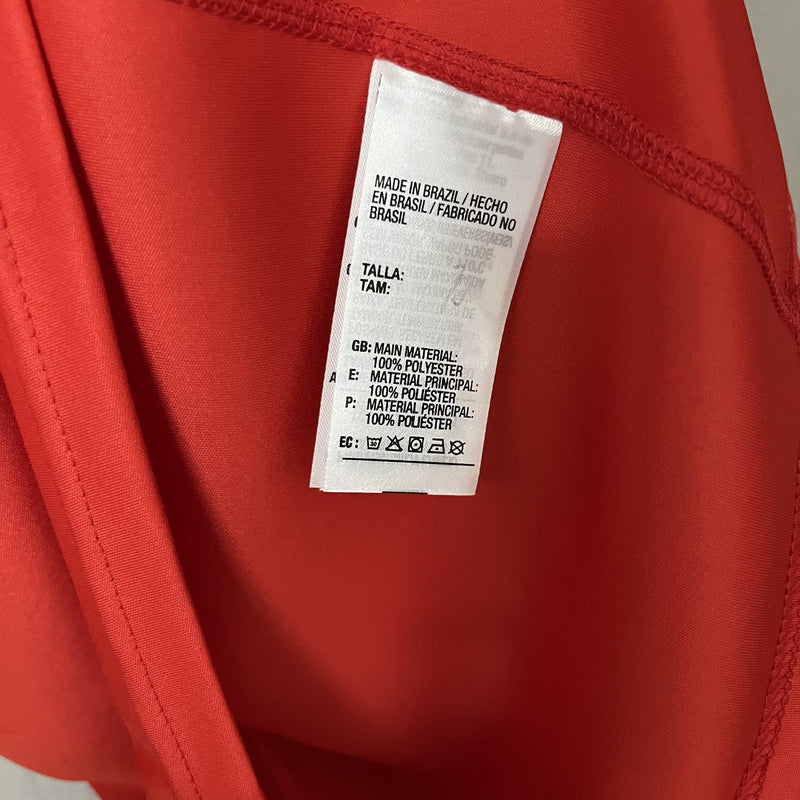 MADE IN BRAZIL / HECHO
EN BRASIL / FABRICADO NO
BRASIL
TALLA:
TAM:
GB: MAIN MATERIAL:
100% POLYESTER
E: MATERIAL PRINCIPAL:
100% POLIÉSTER
P: MATERIAL PRINCIPAL:
100% POLIÉSTER
EC: 30